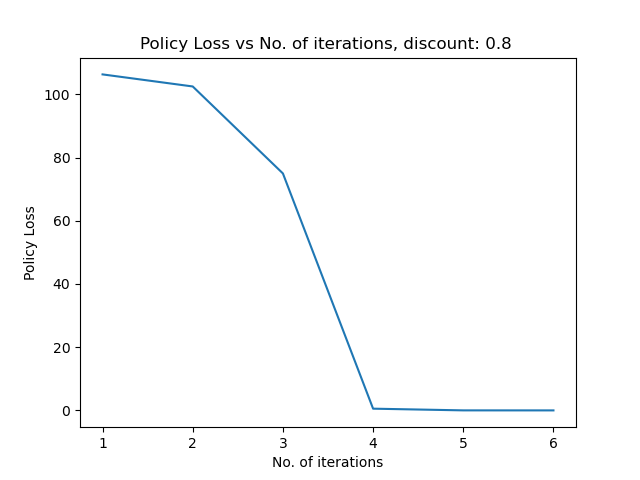 Policy Loss vs No. of iterations, discount: 0.8
100
80
60
40
20
0
Policy Loss
1 2 3 4 5 6
No. of iterations